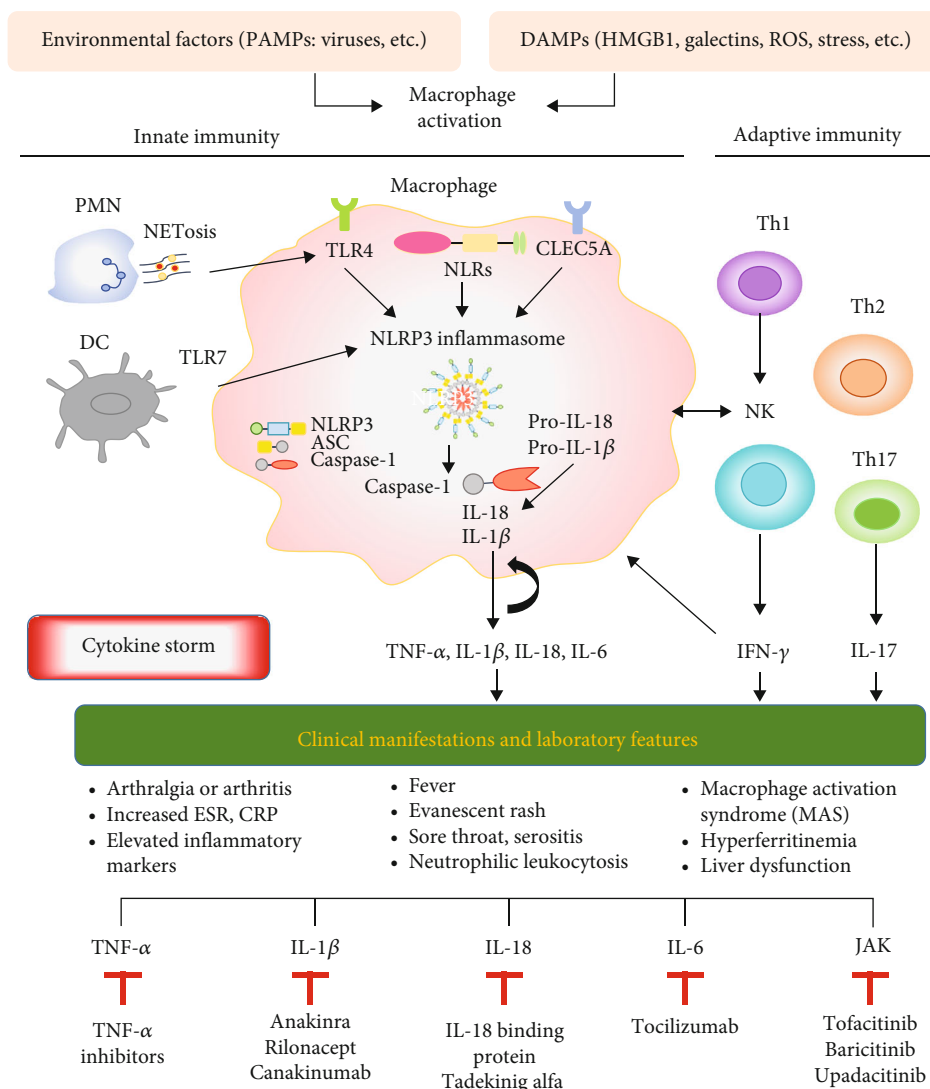 Environmental factors (PAMPs: viruses, etc.)
DAMPs (HMGB1, galectins, ROS, stress, etc.)
Macrophage
activation
Innate immunity
Adaptive immunity
Macrophage
PMN
NETosis
TLR4
NLRs
CLEC5A
Th1
Th2
DC
TLR7
NLRP3 inflammasome
NK
NLRP3
ASC
Caspase-1
Pro-IL-18
Pro-IL-1β
Caspase-1
IL-18
IL-1β
Th17
Cytokine storm
TNF-α, IL-1β, IL-18, IL-6
IFN-γ
IL-17
Clinical manifestations and laboratory features
• Arthralgia or arthritis
• Increased ESR, CRP
• Elevated inflammatory
markers
• Fever
• Evanescent rash
• Sore throat, serositis
• Neutrophilic leukocytosis
• Macrophage activation
syndrome (MAS)
• Hyperferritinemia
• Liver dysfunction
TNF-α
IL-1β
IL-18
IL-6
JAK
TNF-α
inhibitors
Anakinra
Rilonacept
Canakinumab
IL-18 binding
protein
Tadekinig alfa
Tocilizumab
Tofacitinib
Baricitinib
Upadacitinib